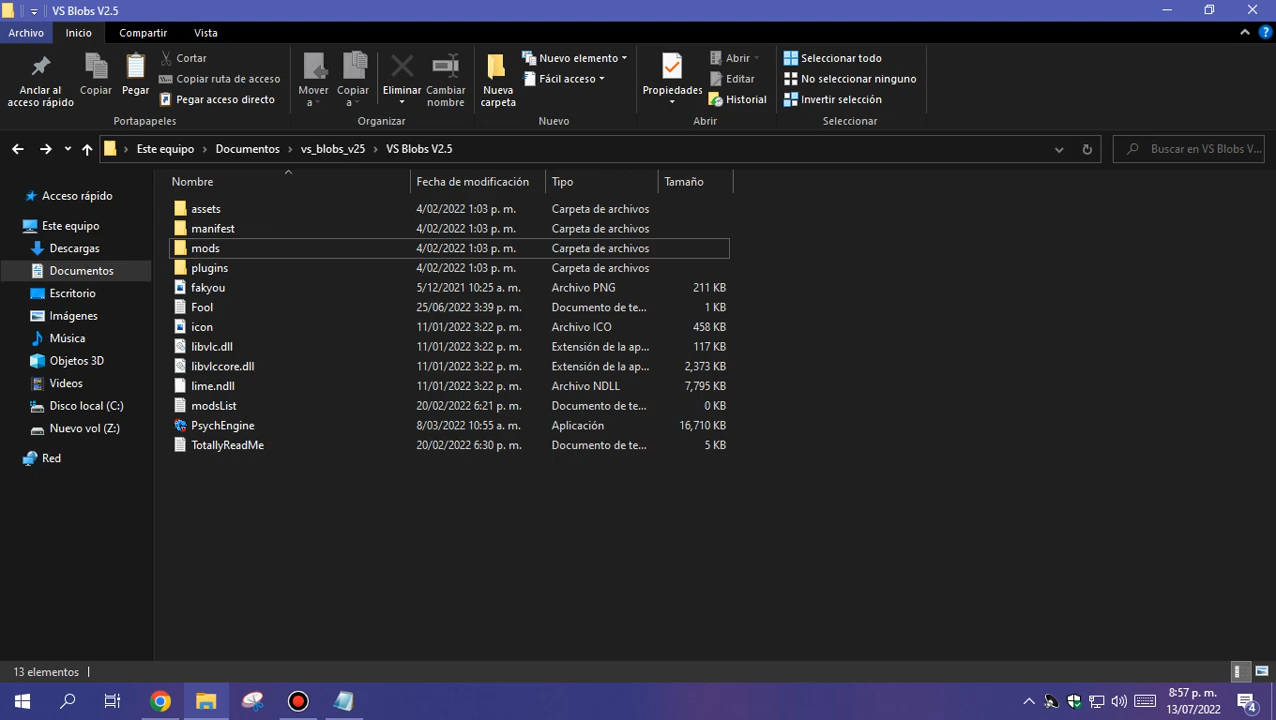 VS Blobs V2.5
Archivo Inicio Compartir Vista
Anclar al acceso rápido
Copiar
Pegar
Cortar
Copiar ruta de acceso
Pegar acceso directo
Portapapeles
Mover a
Copiar a
Eliminar
Cambiar nombre
Organizar
Nueva carpeta
Nuevo elemento
Fácil acceso
Nuevo
Propiedades
Abrir
Editar
Historial
Abrir
Seleccionar todo
No seleccionar ninguno
Invertir selección
Seleccionar
Este equipo Documentos vs_blobs_v25 VS Blobs V2.5
Buscar en VS Blobs V...
Acceso rápido
Este equipo
Descargas
Documentos
Escritorio
Imágenes
Música
Objetos 3D
Videos
Disco local (C:)
Nuevo vol (Z:)
Red
Nombre Fecha de modificación Tipo Tamaño
assets 4/02/2022 1:03 p. m. Carpeta de archivos
manifest 4/02/2022 1:03 p. m. Carpeta de archivos
mods 4/02/2022 1:03 p. m. Carpeta de archivos
plugins 4/02/2022 1:03 p. m. Carpeta de archivos
fakyou 5/12/2021 10:25 a. m. Archivo PNG 211 KB
Fool 25/06/2022 3:39 p. m. Documento de te... 1 KB
icon 11/01/2022 3:22 p. m. Archivo ICO 458 KB
libvlc.dll 11/01/2022 3:22 p. m. Extensión de la ap... 117 KB
libvlccore.dll 11/01/2022 3:22 p. m. Extensión de la ap... 2,373 KB
lime.ndll 11/01/2022 3:22 p. m. Archivo NDLL 7,795 KB
modsList 20/02/2022 6:21 p. m. Documento de te... 0 KB
PsychEngine 8/03/2022 10:55 a. m. Aplicación 16,710 KB
TotallyReadMe 20/02/2022 6:30 p. m. Documento de te... 5 KB
13 elementos
8:57 p. m.
13/07/2022
4